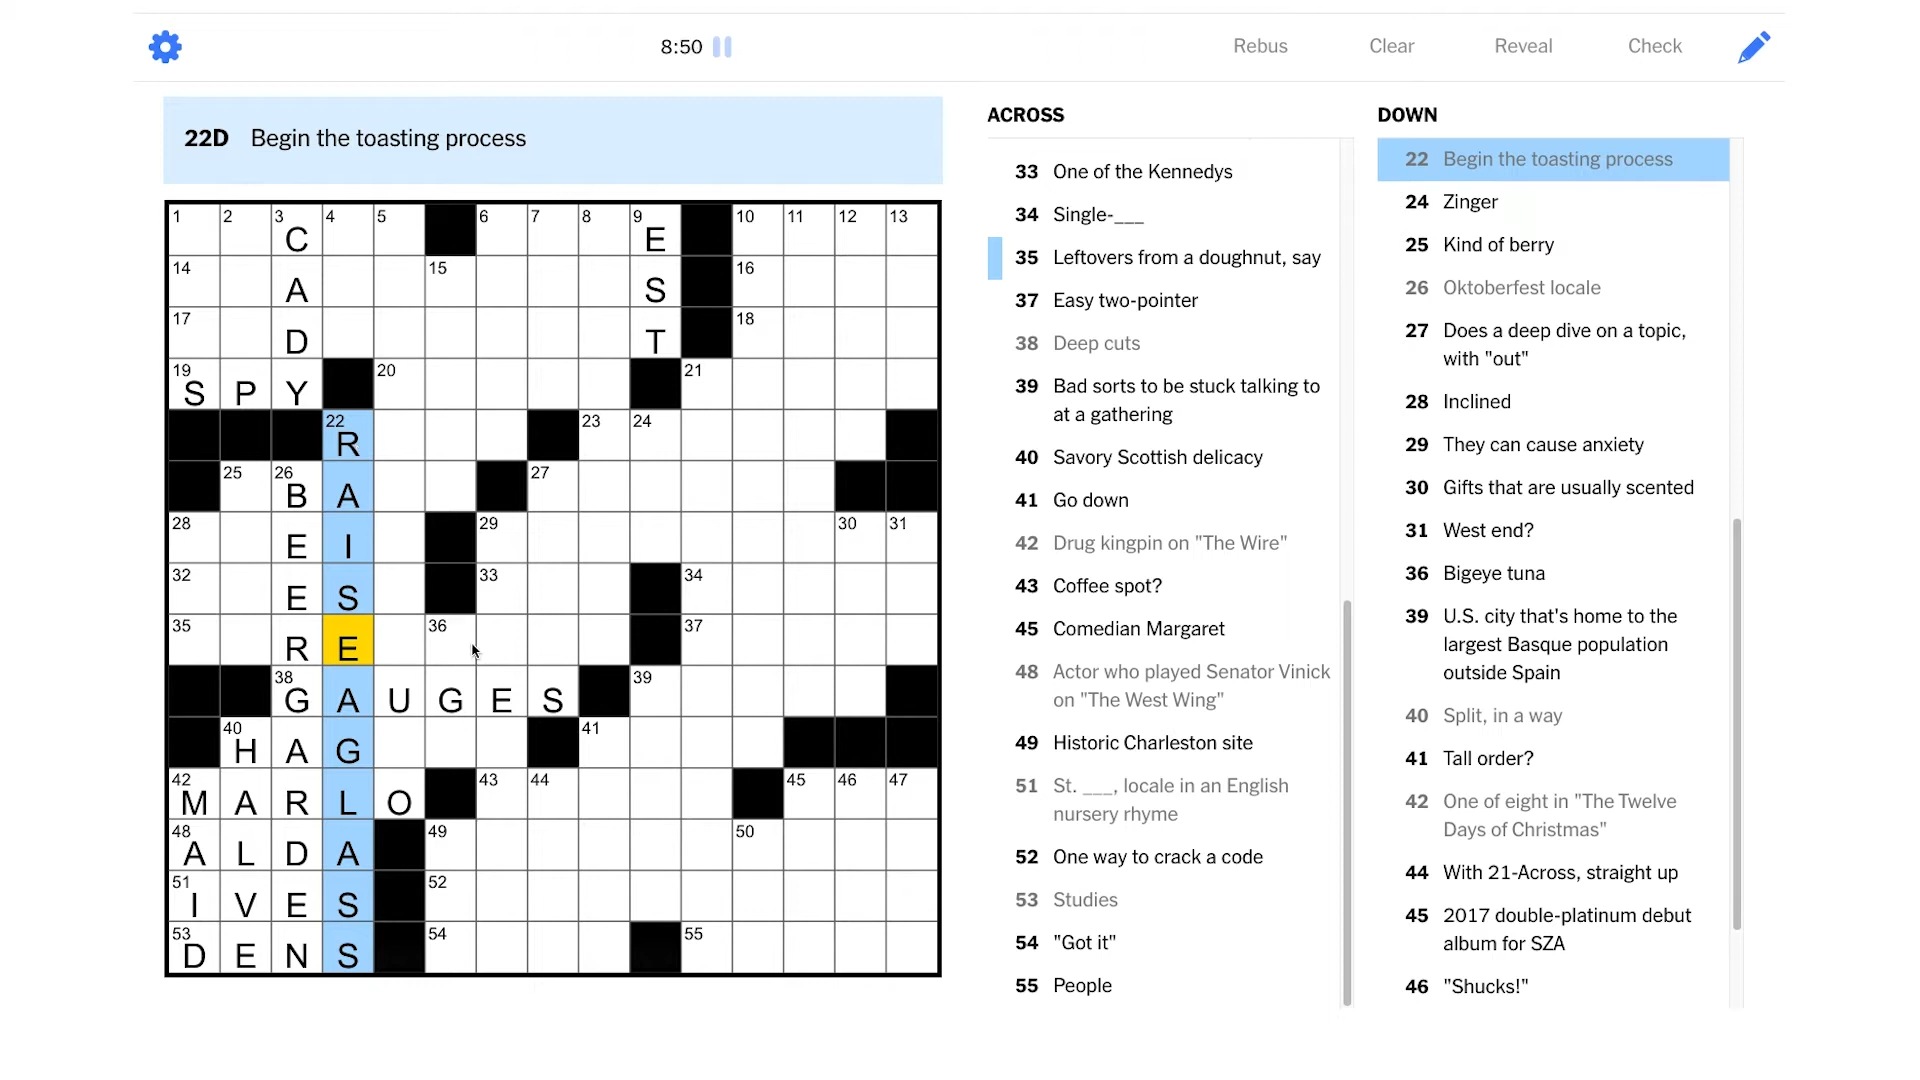 8:50
Rebus
Clear
Reveal
Check
22D Begin the toasting process
1 2 3 C 4 5 6 7 8 9 E 10 11 12 13
14 A 15 S 16
17 D T 18
19 S P Y 20 21
22 R 23 24
25 26 B A 27
28 E I 29 30 31
32 E S 33 34
35 R E 36 37
38 G A U G E S 39
40 H A G 41
42 M A R L O 43 44 45 46 47
48 A L D A 49 50
51 I V E S 52
53 D E N S 54 55
ACROSS
33 One of the Kennedys
34 Single-___
35 Leftovers from a doughnut, say
37 Easy two-pointer
38 Deep cuts
39 Bad sorts to be stuck talking to
at a gathering
40 Savory Scottish delicacy
41 Go down
42 Drug kingpin on "The Wire"
43 Coffee spot?
45 Comedian Margaret
48 Actor who played Senator Vinick
on "The West Wing"
49 Historic Charleston site
51 St. ___, locale in an English
nursery rhyme
52 One way to crack a code
53 Studies
54 "Got it"
55 People
DOWN
22 Begin the toasting process
24 Zinger
25 Kind of berry
26 Oktoberfest locale
27 Does a deep dive on a topic,
with "out"
28 Inclined
29 They can cause anxiety
30 Gifts that are usually scented
31 West end?
36 Bigeye tuna
39 U.S. city that's home to the
largest Basque population
outside Spain
40 Split, in a way
41 Tall order?
42 One of eight in "The Twelve
Days of Christmas"
44 With 21-Across, straight up
45 2017 double-platinum debut
album for SZA
46 "Shucks!"